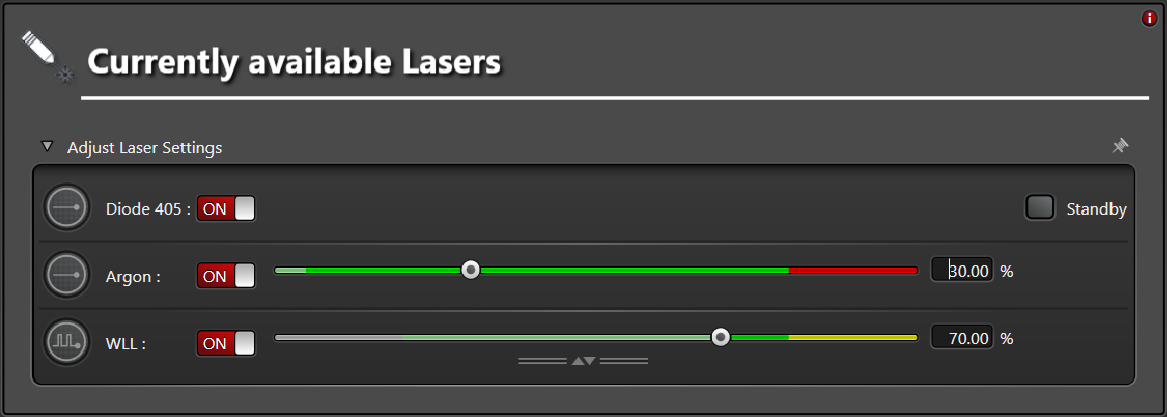 Currently available Lasers
Adjust Laser Settings
Diode 405 : ON Standby
Argon : ON 30.00 %
WLL : ON 70.00 %